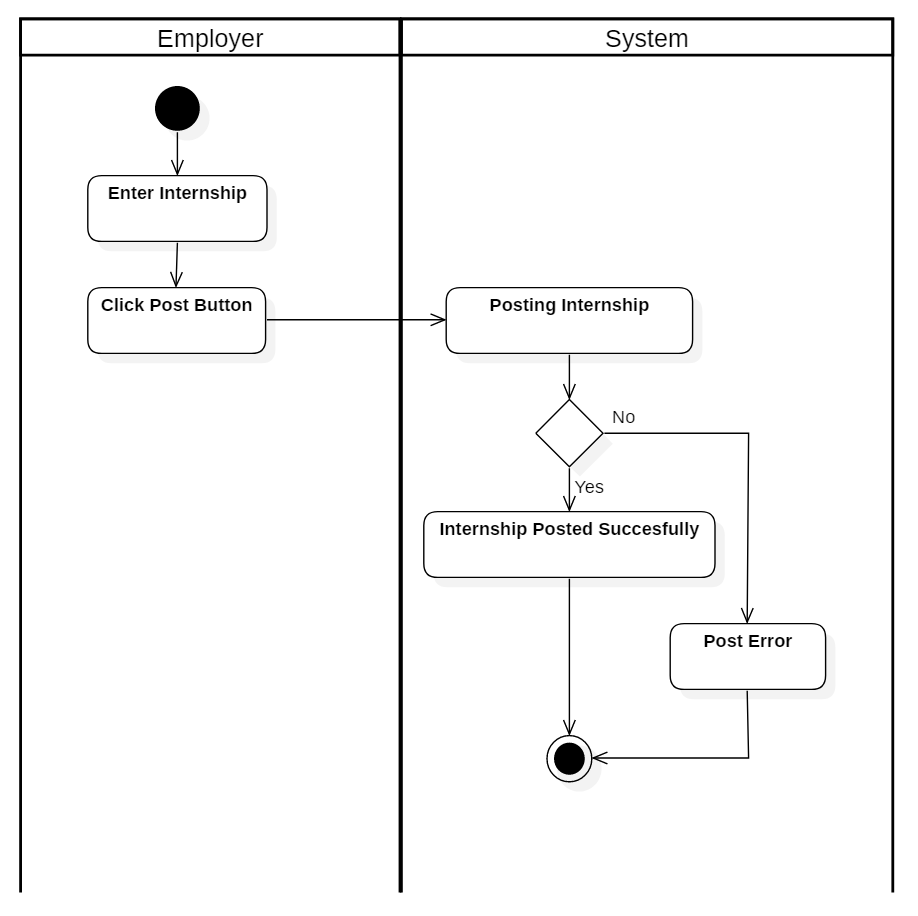 Employer
System
Enter Internship
Click Post Button
Posting Internship
No
Yes
Internship Posted Succesfully
Post Error